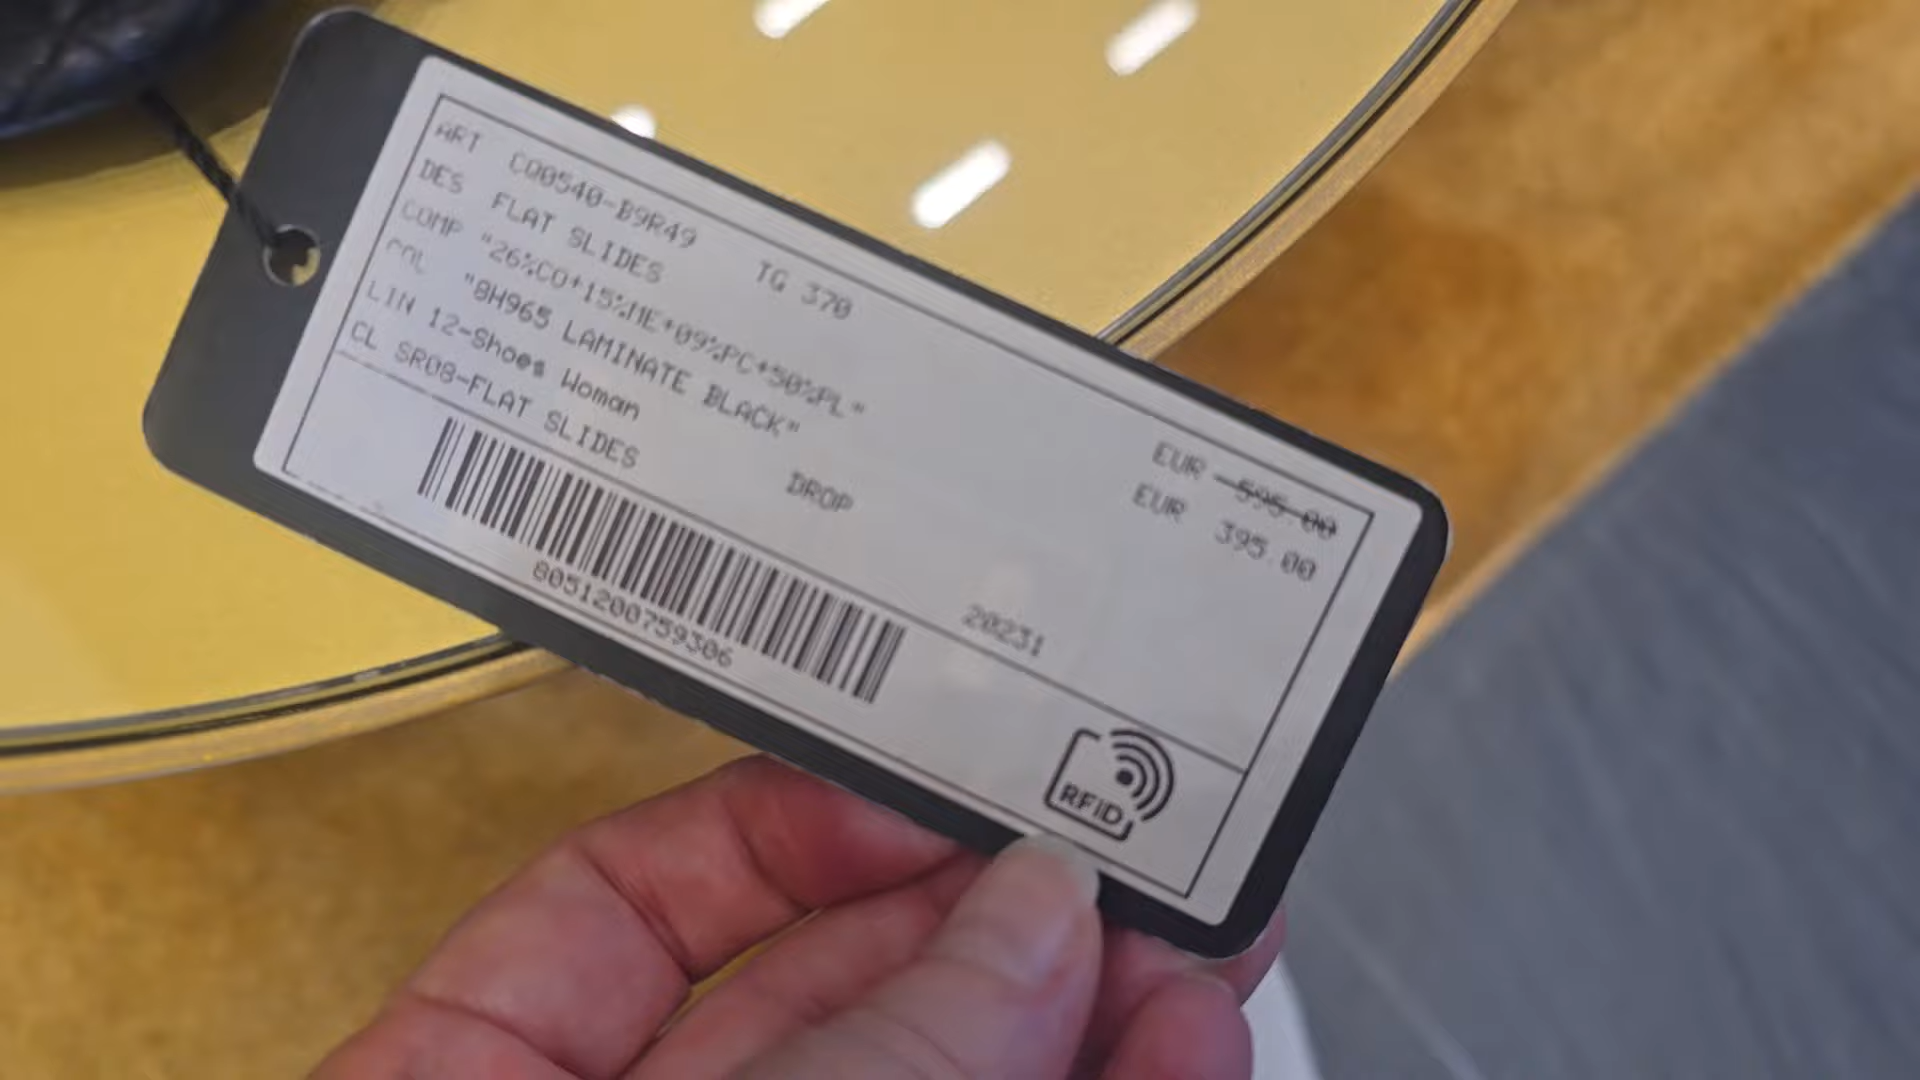 ART CQ0540-B9R49
DES FLAT SLIDES TG 370
COMP "26%CO+15%ME+09%PC+50%PL"
COL "8H965 LAMINATE BLACK"
LIN 12-Shoes Woman
CL SR08-FLAT SLIDES
DROP
EUR 595.00
EUR 395.00
20231
8051200759306
RFID